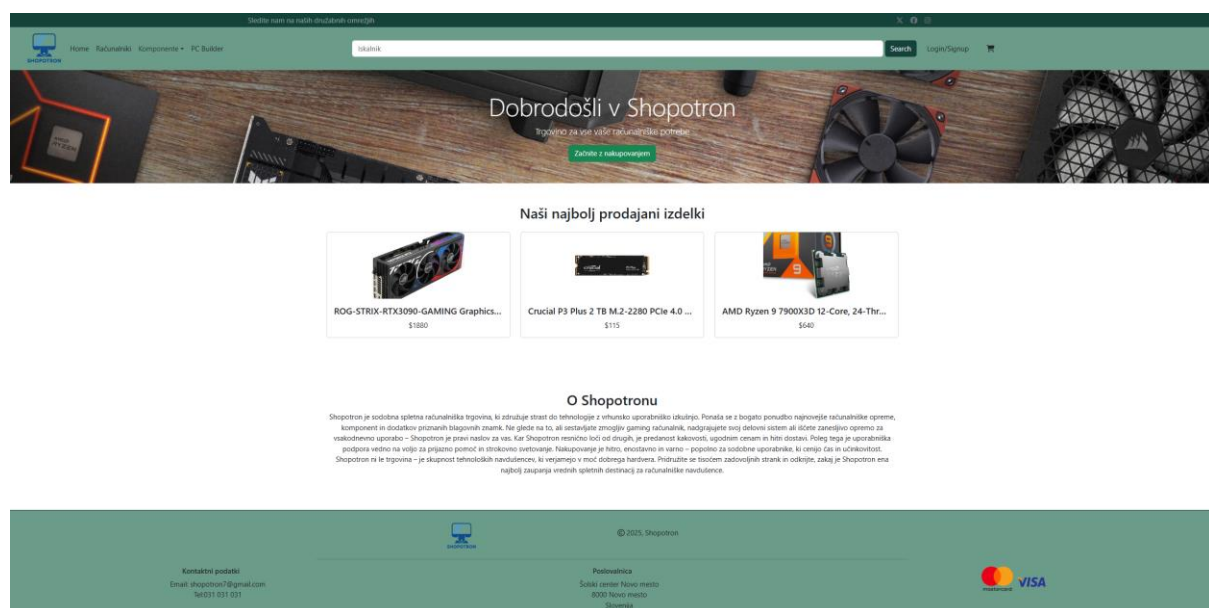 Sledite nam na naših družabnih omrežjih
SHOPOTRON
Home Računalniki Komponente PC Builder
Iskalnik
Search
Login/Signup
Dobrodošli v Shopotron
Trgovino za vse vaše računalniške potrebe
Začnite z nakupovanjem
AMD
RYZEN
Naši najbolj prodajani izdelki
ROG-STRIX-RTX3090-GAMING Graphics...
$1880
crucial
Crucial P3 Plus 2 TB M.2-2280 PCIe 4.0 ...
$115
RYZEN
9
AMD Ryzen 9 7900X3D 12-Core, 24-Thr...
$640
O Shopotronu
Shopotron je sodobna spletna računalniška trgovina, ki združuje strast do tehnologije z vrhunsko uporabniško izkušnjo. Ponaša se z bogato ponudbo najnovejše računalniške opreme,
komponent in dodatkov priznanih blagovnih znamk. Ne glede na to, ali sestavljate zmogljiv gaming računalnik, nadgrajujete svoj delovni sistem ali iščete zanesljivo opremo za
vsakodnevno uporabo – Shopotron je pravi naslov za vas. Kar Shopotron resnično loči od drugih, je predanost kakovosti, ugodnim cenam in hitri dostavi. Poleg tega je uporabniška
podpora vedno na voljo za prijazno pomoč in strokovno svetovanje. Nakupovanje je hitro, enostavno in varno – popolno za sodobne uporabnike, ki cenijo čas in učinkovitost.
Shopotron ni le trgovina – je skupnost tehnoloških navdušencev, ki verjamejo v moč dobrega hardvera. Pridružite se tisočem zadovoljnih strank in odkrijte, zakaj je Shopotron ena
najbolj zaupanja vrednih spletnih destinacij za računalniške navdušence.
SHOPOTRON
© 2025, Shopotron
Kontaktni podatki
Email: shopotron7@gmail.com
Tel:031 031 031
Poslovalnica
Šolski center Novo mesto
8000 Novo mesto
Slovenija
mastercard
VISA